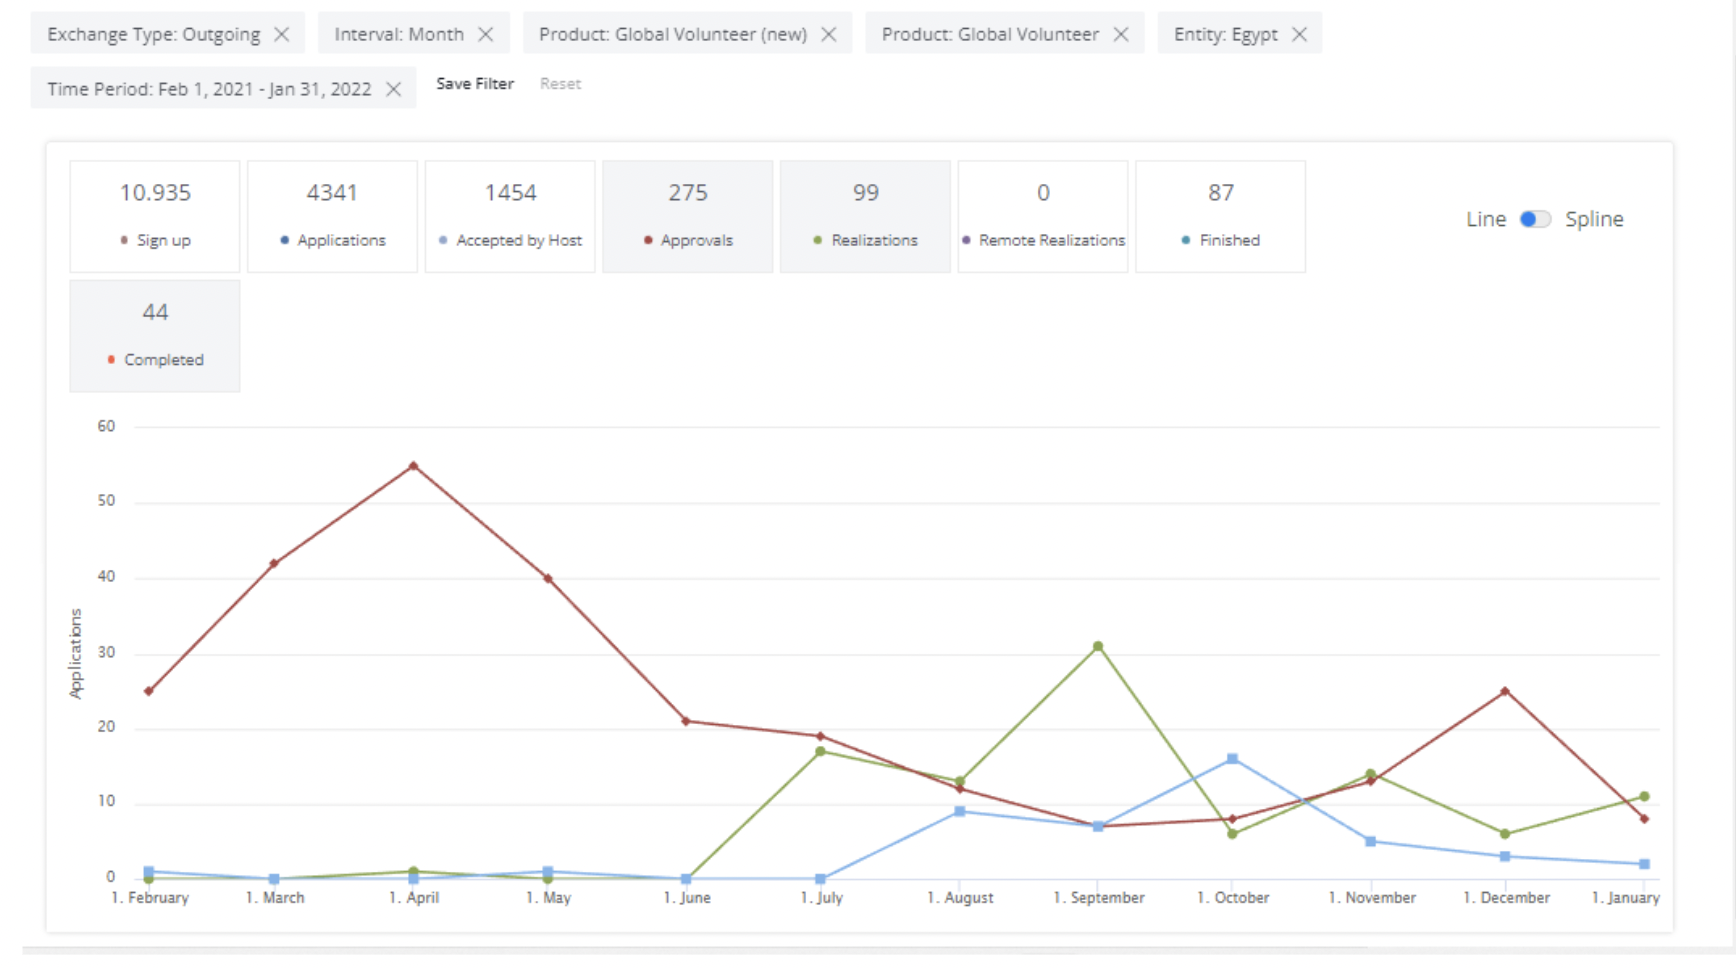 Exchange Type: Outgoing
Interval: Month
Product: Global Volunteer (new)
Product: Global Volunteer
Entity: Egypt
Time Period: Feb 1, 2021 - Jan 31, 2022
Save Filter
Reset
10.935
Sign up
4341
Applications
1454
Accepted by Host
275
Approvals
99
Realizations
0
Remote Realizations
87
Finished
Line
Spline
44
Completed
Applications
60
50
40
30
20
10
0
1. February
1. March
1. April
1. May
1. June
1. July
1. August
1. September
1. October
1. November
1. December
1. January